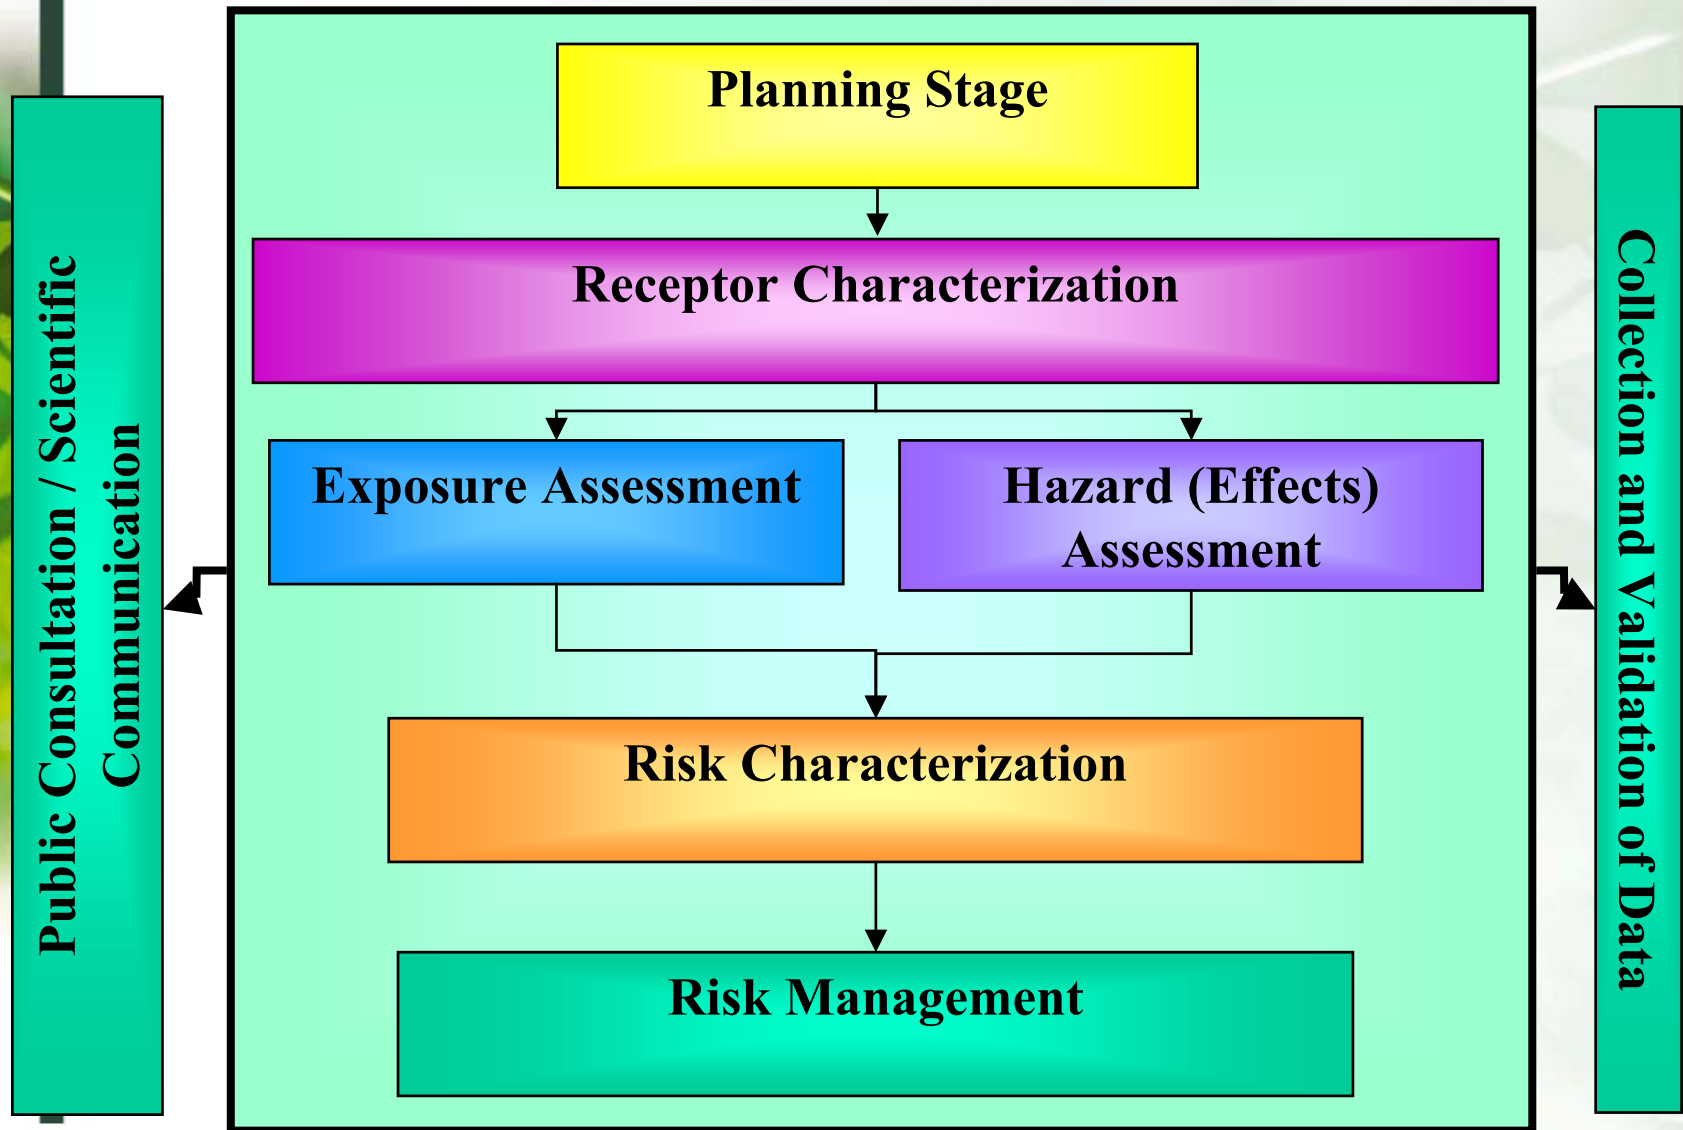 Planning Stage
Receptor Characterization
Exposure Assessment
Hazard (Effects)
Assessment
Risk Characterization
Risk Management
Public Consultation / Scientific
Communication
Collection and Validation of Data